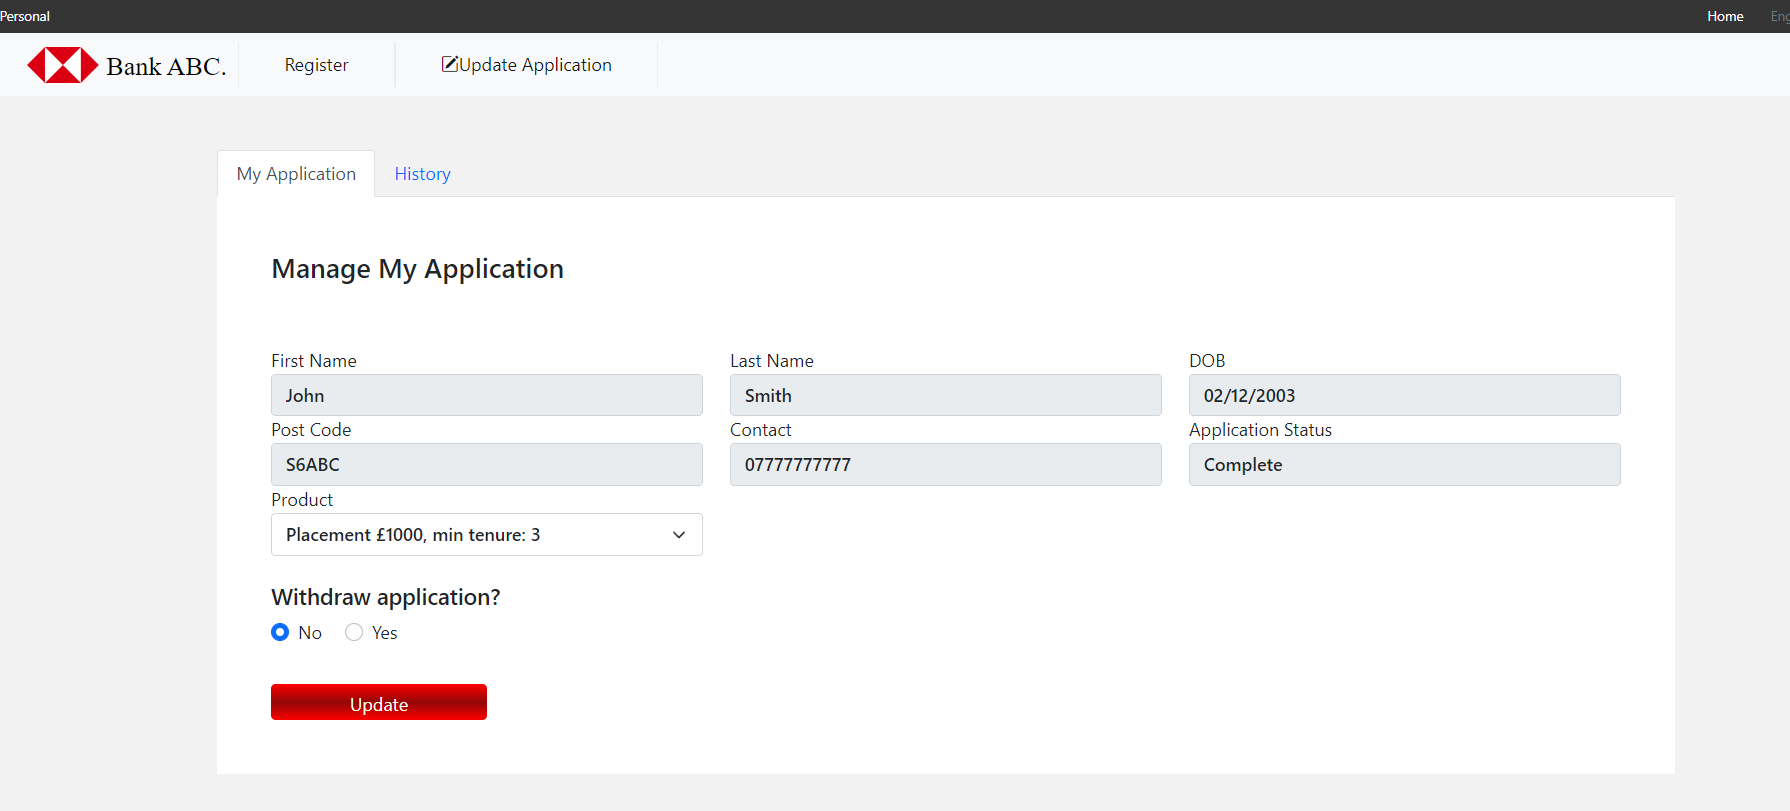 Personal Home Eng
Bank ABC. Register Update Application
My Application History
Manage My Application
First Name Last Name DOB
John Smith 02/12/2003
Post Code Contact Application Status
S6ABC 07777777777 Complete
Product
Placement £1000, min tenure: 3
Withdraw application?
No Yes
Update